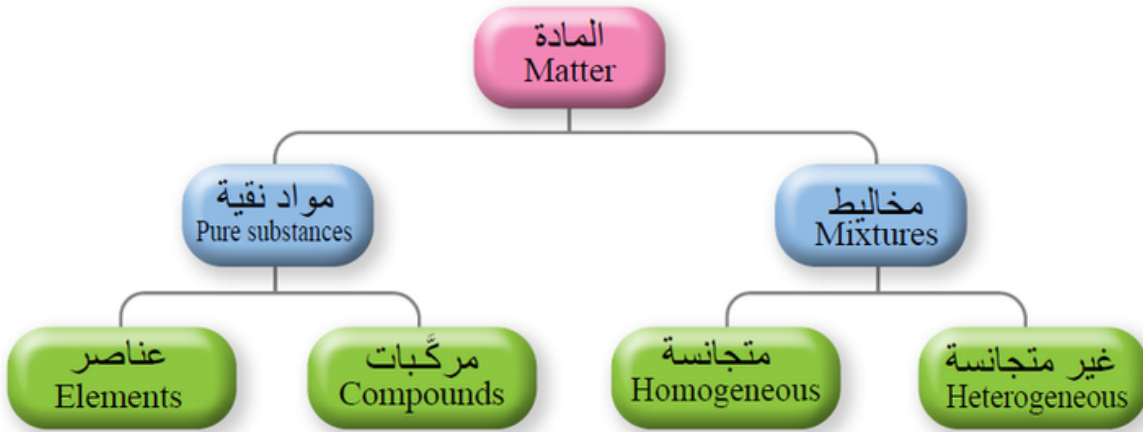 المادة
Matter
مواد نقية
Pure substances
مخاليط
Mixtures
عناصر
Elements
مركَّبات
Compounds
متجانسة
Homogeneous
غير متجانسة
Heterogeneous